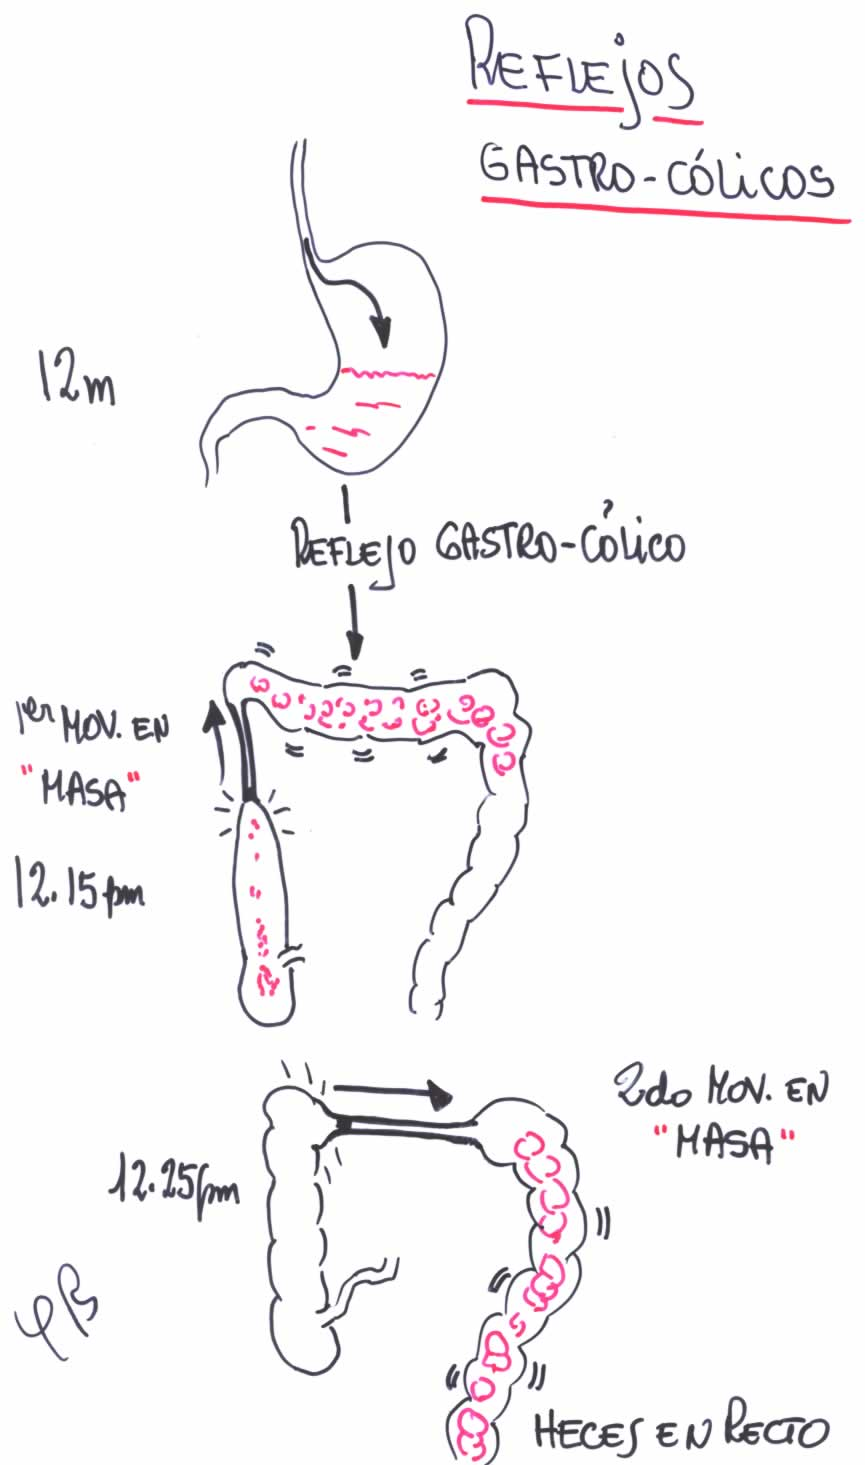 REFLEJOS
GASTRO-CÓLICOS
12m
REFLEJO GASTRO-CÓLICO
1er MOV. EN
"MASA"
12.15pm
2do MOV. EN
"MASA"
12.25pm
HECES EN RECTO